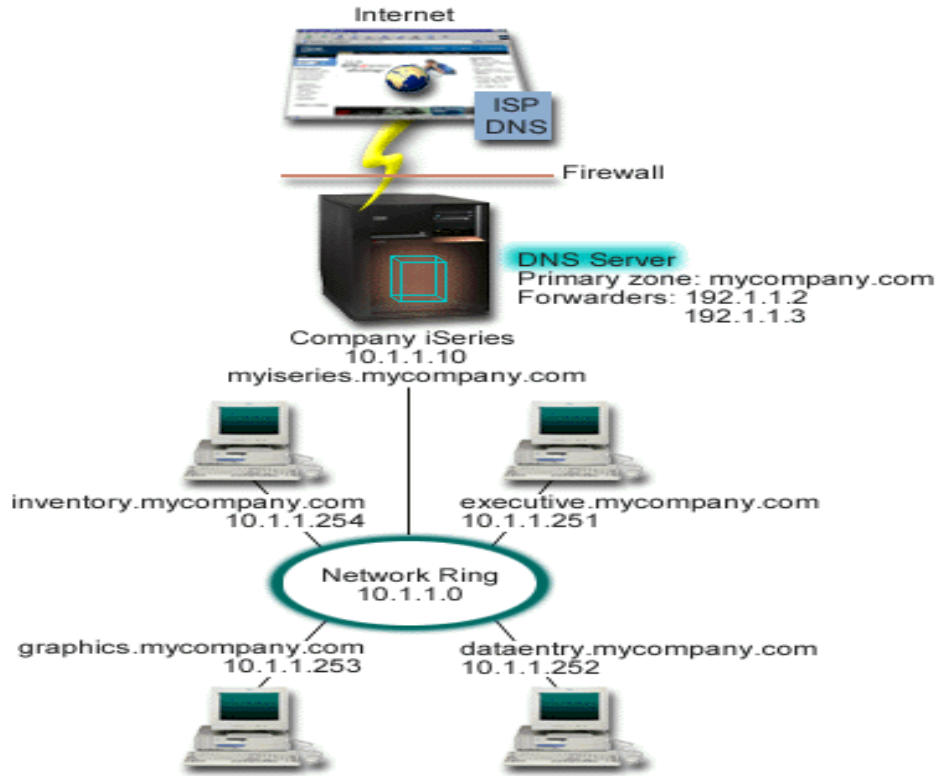 Internet
ISP
DNS
Firewall
DNS Server
Primary zone: mycompany.com
Forwarders: 192.1.1.2
192.1.1.3
Company iSeries
10.1.1.10
myiseries.mycompany.com
inventory.mycompany.com
10.1.1.254
executive.mycompany.com
10.1.1.251
Network Ring
10.1.1.0
graphics.mycompany.com
10.1.1.253
dataentry.mycompany.com
10.1.1.252